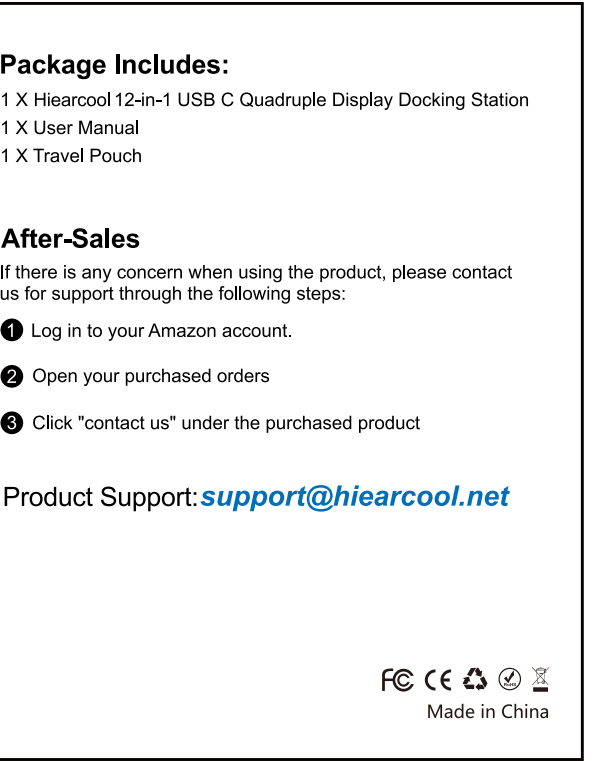 Package Includes:
1 X Hiearcool 12-in-1 USB C Quadruple Display Docking Station
1 X User Manual
1 X Travel Pouch
After-Sales
If there is any concern when using the product, please contact
us for support through the following steps:
1 Log in to your Amazon account.
2 Open your purchased orders
3 Click "contact us" under the purchased product
Product Support:support@hiearcool.net
FC CE RoHS
Made in China